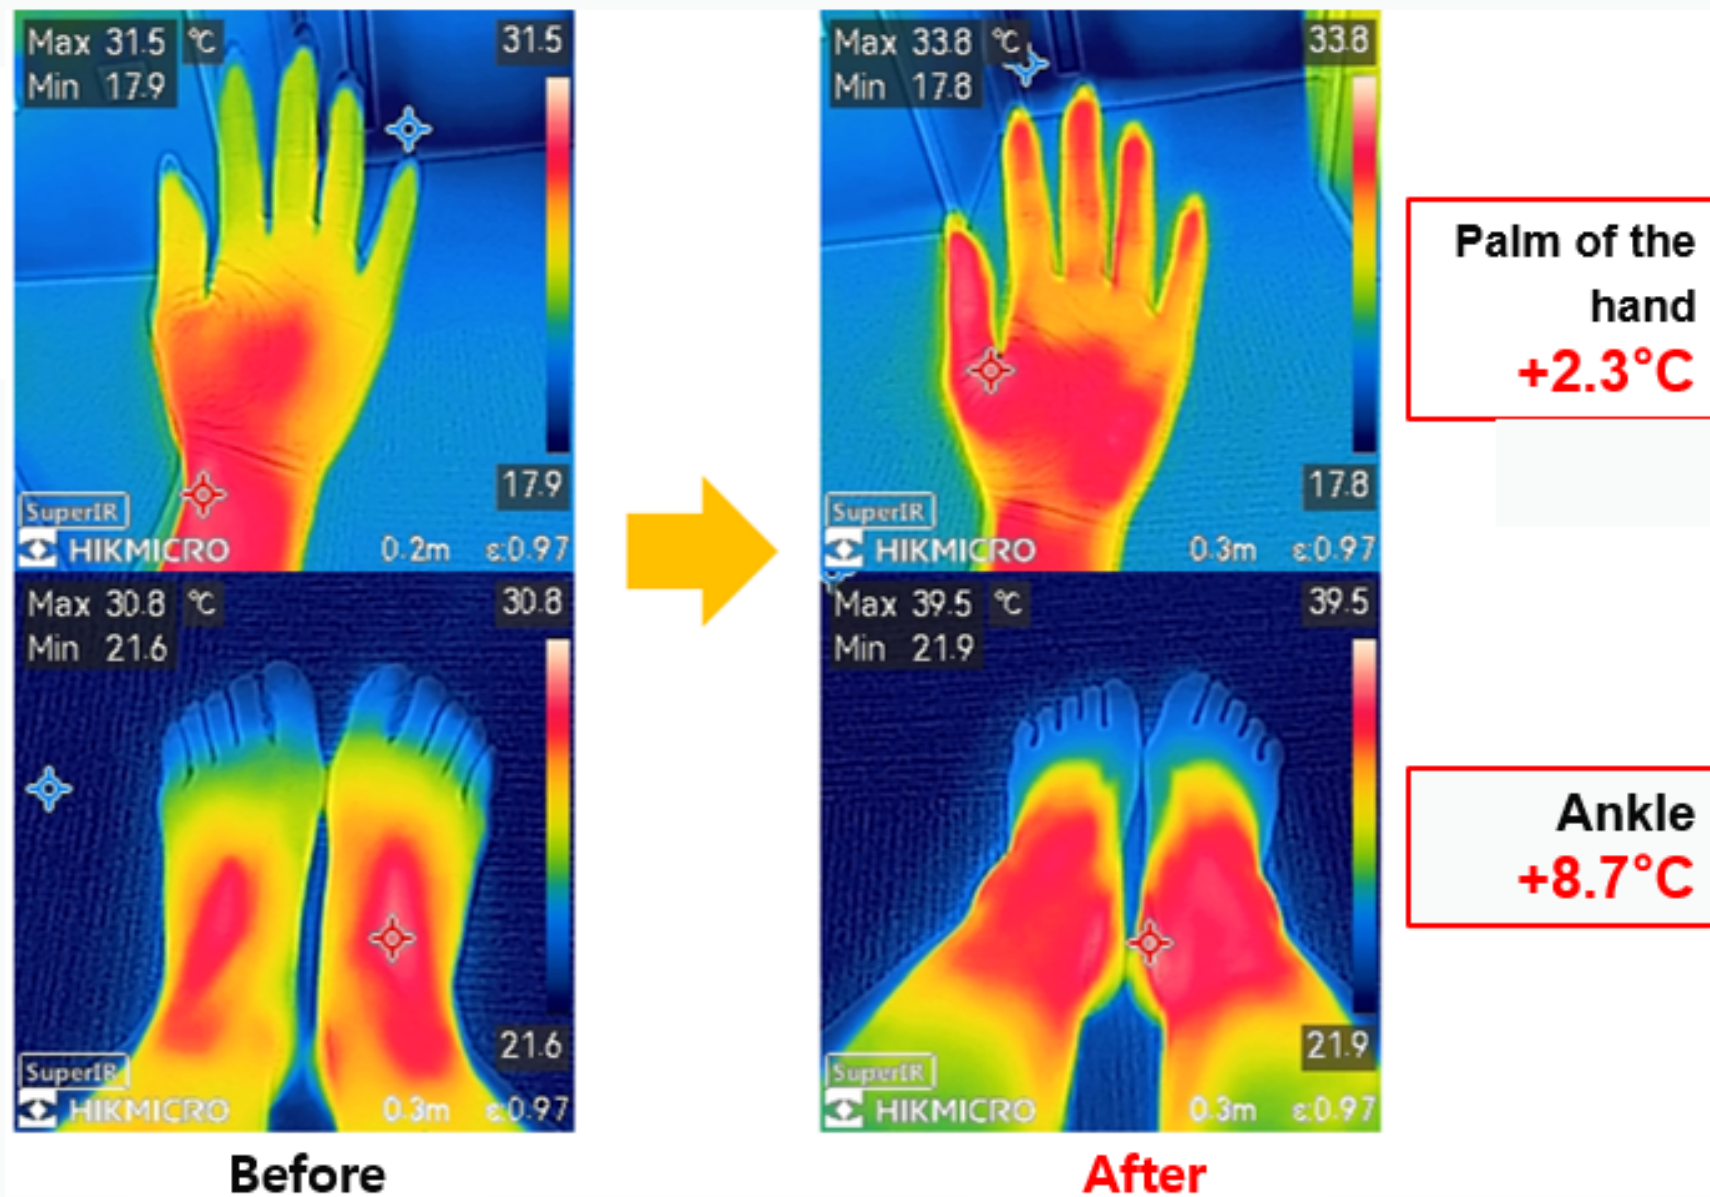 Max 31.5 °C
31.5
Min 17.9
17.9
SuperIR
HIKMICRO 0.2m ε:0.97
Max 33.8 °C
33.8
Min 17.8
17.8
SuperIR
HIKMICRO 0.3m ε:0.97
Palm of the
hand
+2.3°C
Max 30.8 °C
30.8
Min 21.6
21.6
SuperIR
HIKMICRO 0.3m ε:0.97
Max 39.5 °C
39.5
Min 21.9
21.9
SuperIR
HIKMICRO 0.3m ε:0.97
Ankle
+8.7°C
Before
After